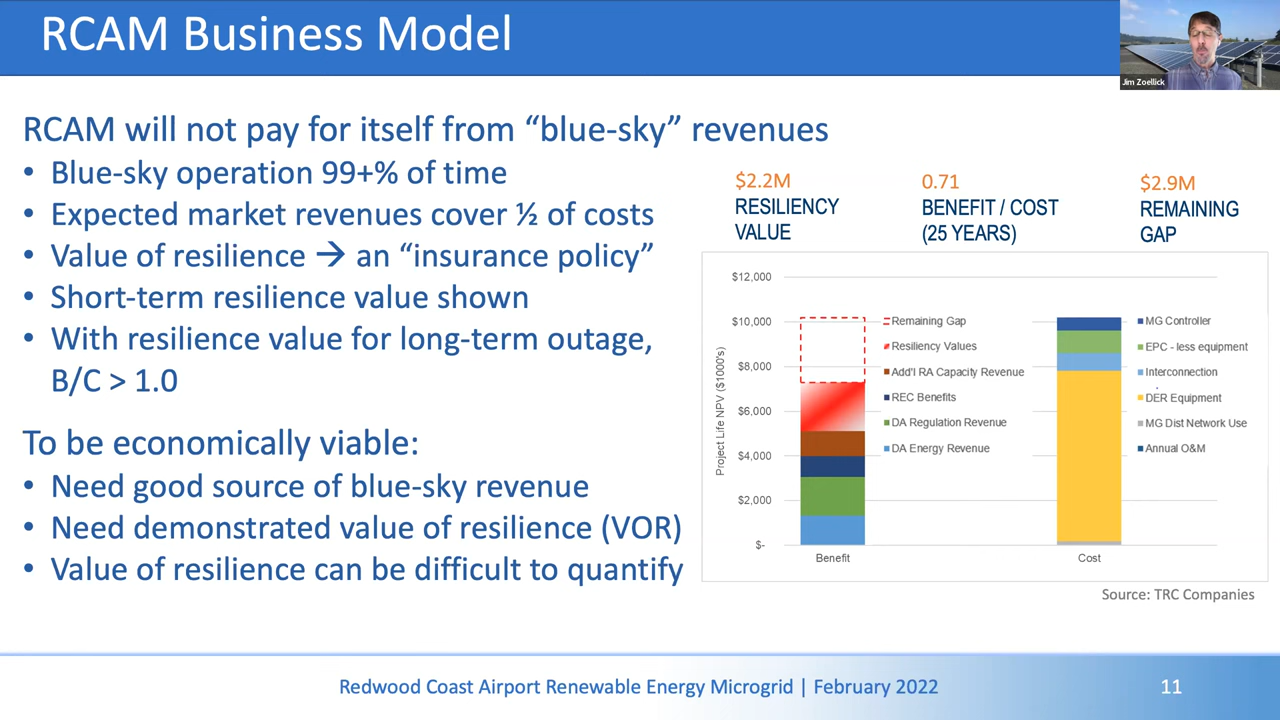 RCAM Business Model
Jim Zoellick
RCAM will not pay for itself from “blue-sky” revenues
• Blue-sky operation 99+% of time
• Expected market revenues cover ½ of costs
• Value of resilience → an “insurance policy”
• Short-term resilience value shown
• With resilience value for long-term outage,
B/C > 1.0
To be economically viable:
• Need good source of blue-sky revenue
• Need demonstrated value of resilience (VOR)
• Value of resilience can be difficult to quantify
$2.2M
RESILIENCY
VALUE
0.71
BENEFIT / COST
(25 YEARS)
$2.9M
REMAINING
GAP
Project Life NPV ($1000's)
$12,000
$10,000
$8,000
$6,000
$4,000
$2,000
$-
Remaining Gap
Resiliency Values
Add'l RA Capacity Revenue
REC Benefits
DA Regulation Revenue
DA Energy Revenue
MG Controller
EPC - less equipment
Interconnection
DER Equipment
MG Dist Network Use
Annual O&M
Benefit
Cost
Source: TRC Companies
Redwood Coast Airport Renewable Energy Microgrid | February 2022
11